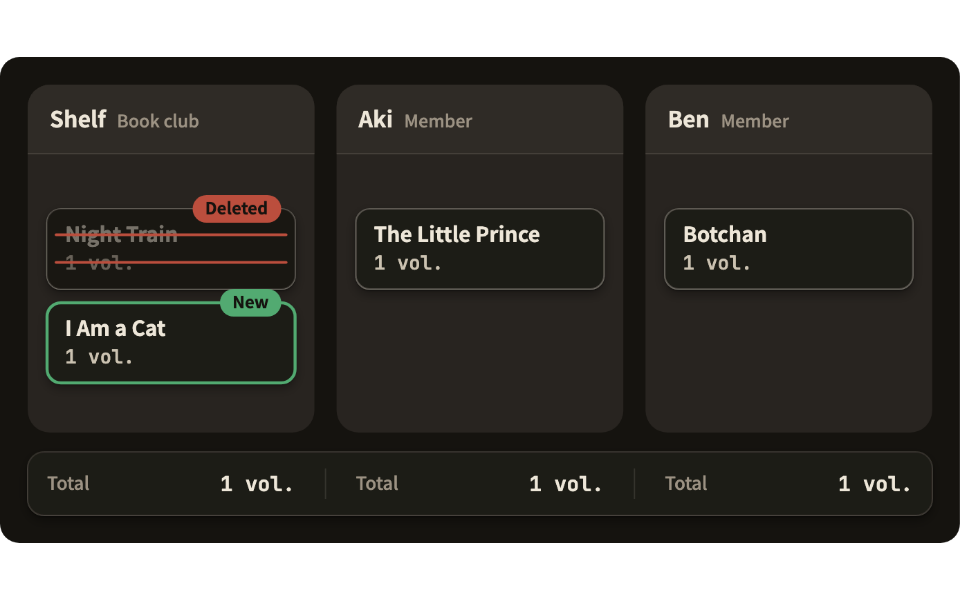 Shelf Book club
Deleted
Night Train
1 vol.
New
I Am a Cat
1 vol.
Aki Member
The Little Prince
1 vol.
Ben Member
Botchan
1 vol.
Total 1 vol.
Total 1 vol.
Total 1 vol.